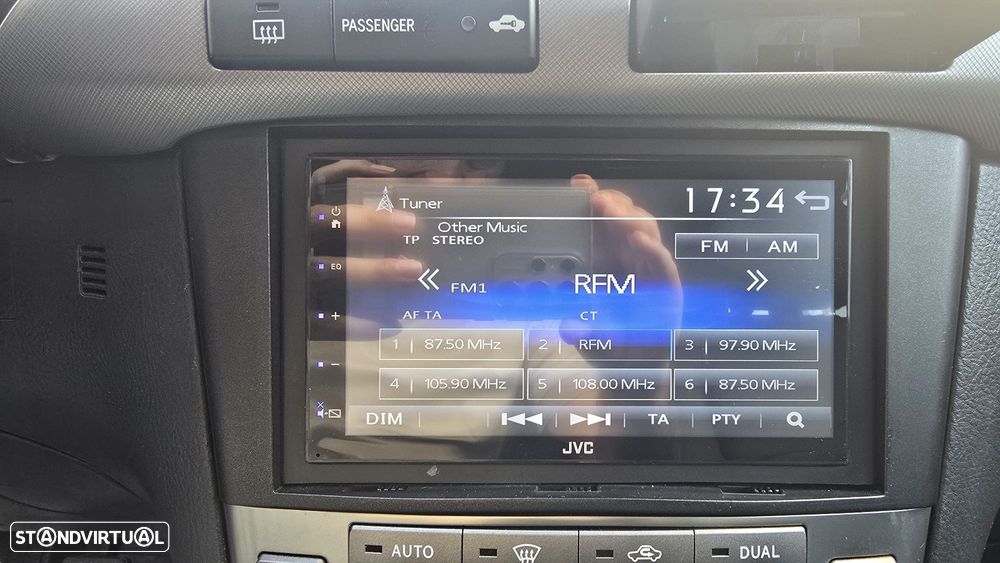 PASSENGER
Tuner
17:34
Other Music
TP STEREO
FM | AM
FM1
RFM
AF TA
CT
EQ
+
-
1 | 87.50 MHz
2 | RFM
3 | 97.90 MHz
4 | 105.90 MHz
5 | 108.00 MHz
6 | 87.50 MHz
DIM
TA
PTY
JVC
STANDVIRTUAL
AUTO
DUAL